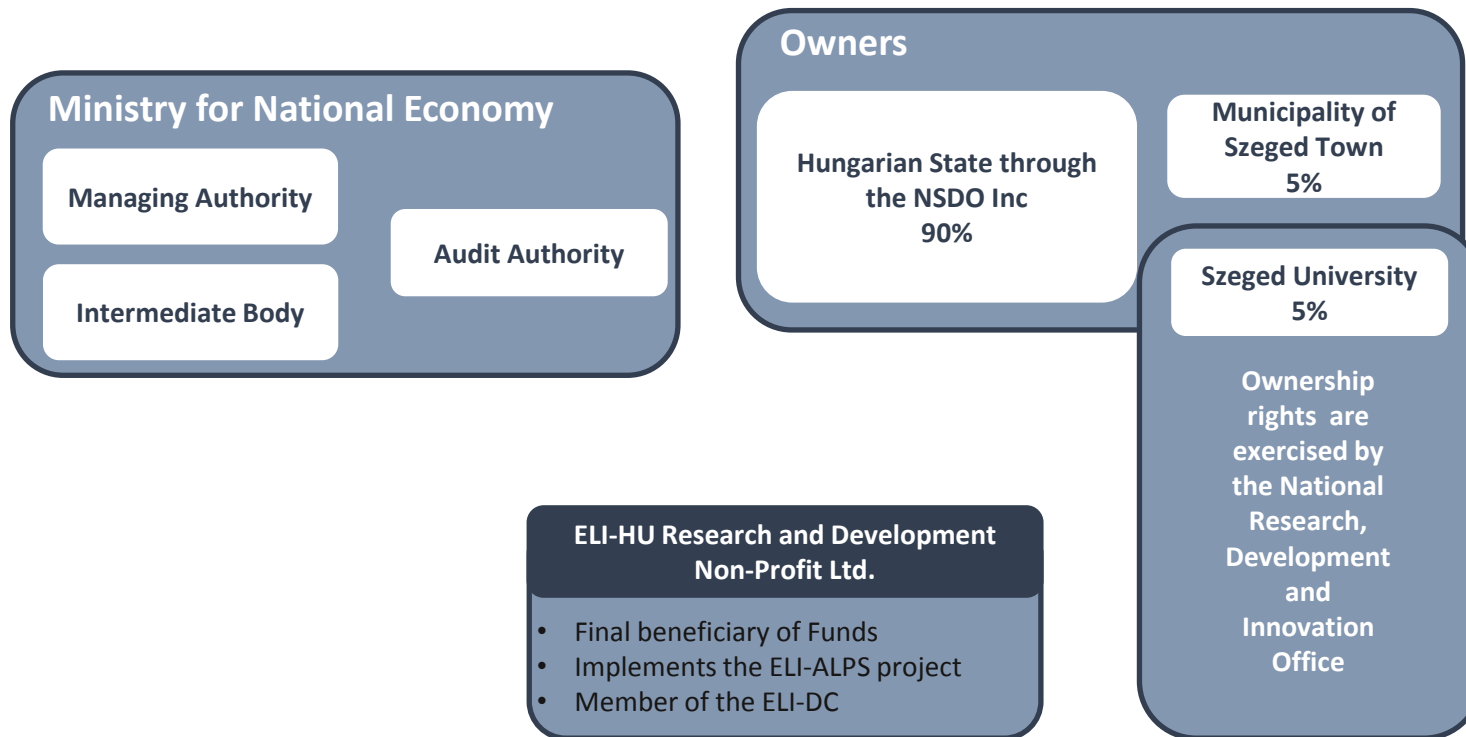 Ministry for National Economy
Managing Authority
Intermediate Body
Audit Authority
Owners
Hungarian State through
the NSDO Inc
90%
Municipality of
Szeged Town
5%
Szeged University
5%
Ownership
rights are
exercised by
the National
Research,
Development
and
Innovation
Office
ELI-HU Research and Development
Non-Profit Ltd.
• Final beneficiary of Funds
• Implements the ELI-ALPS project
• Member of the ELI-DC